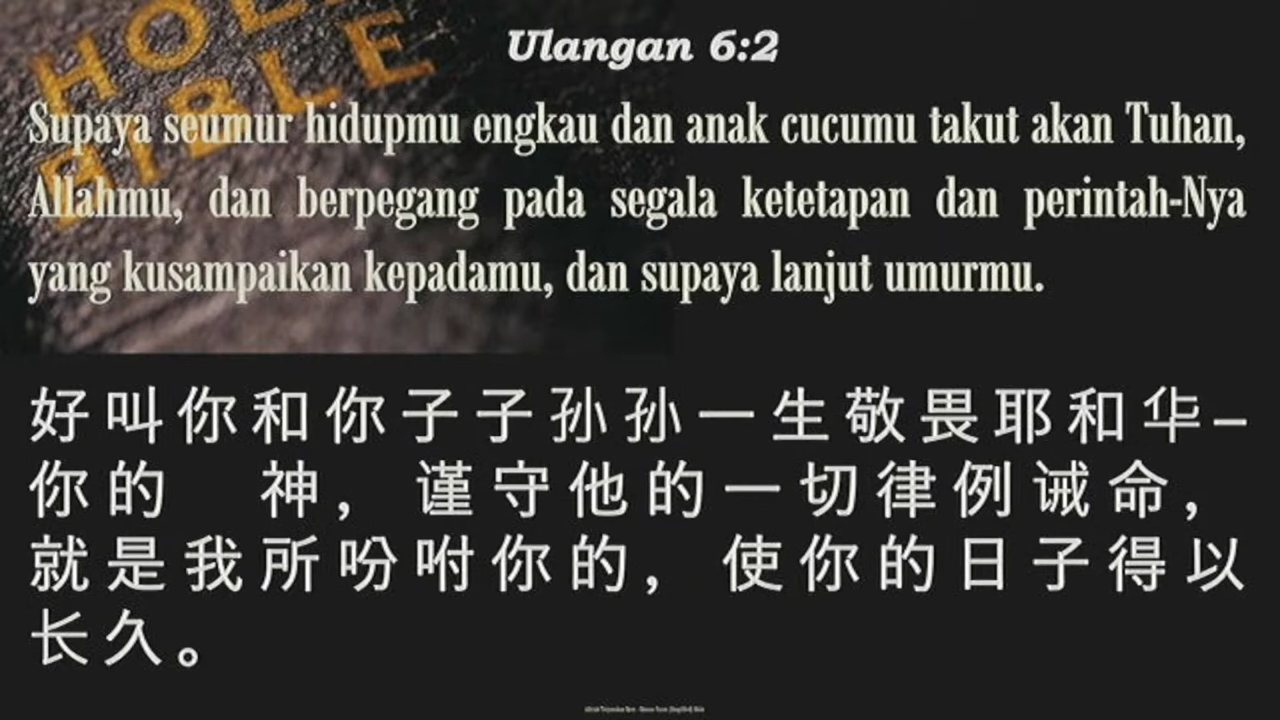 HOLY
BIBLE
Ulangan 6:2
Supaya seumur hidupmu engkau dan anak cucumu takut akan Tuhan,
Allahmu, dan berpegang pada segala ketetapan dan perintah-Nya
yang kusampaikan kepadamu, dan supaya lanjut umurmu.
好叫你和你子子孙孙一生敬畏耶和华–
你的 神，谨守他的一切律例诫命，
就是我所吩咐你的，使你的日子得以
长久。